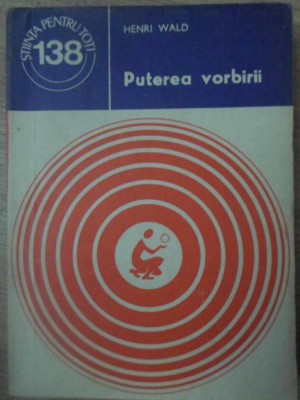 ȘTIINȚA PENTRU TOȚI
138
HENRI WALD
Puterea vorbirii